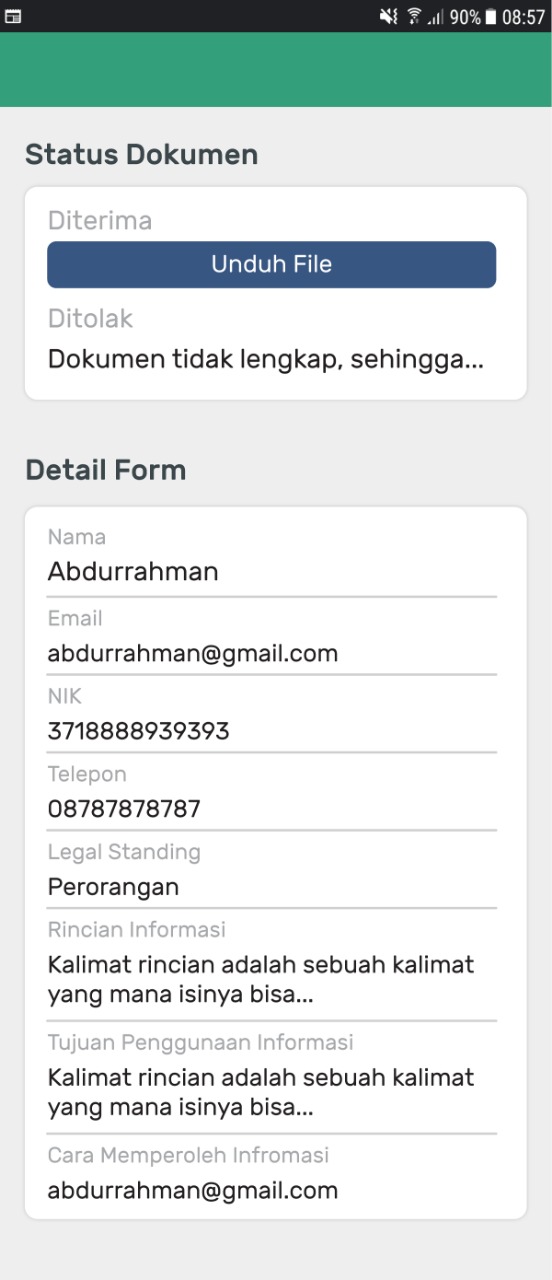 90% 08:57
Status Dokumen
Diterima
Unduh File
Ditolak
Dokumen tidak lengkap, sehingga...
Detail Form
Nama
Abdurrahman
Email
abdurrahman@gmail.com
NIK
3718888939393
Telepon
08787878787
Legal Standing
Perorangan
Rincian Informasi
Kalimat rincian adalah sebuah kalimat
yang mana isinya bisa...
Tujuan Penggunaan Informasi
Kalimat rincian adalah sebuah kalimat
yang mana isinya bisa...
Cara Memperoleh Infromasi
abdurrahman@gmail.com